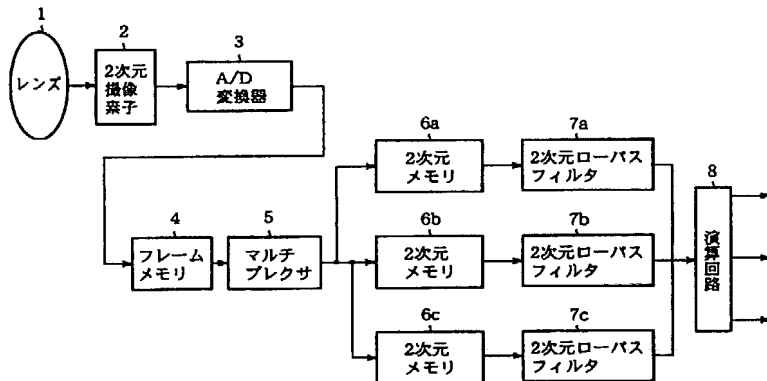 1
レンズ
2
2次元
撮像
素子
3
A/D
変換器
4
フレーム
メモリ
5
マルチ
プレクサ
6a
2次元
メモリ
7a
2次元ローパス
フィルタ
6b
2次元
メモリ
7b
2次元ローパス
フィルタ
6c
2次元
メモリ
7c
2次元ローパス
フィルタ
8
演算回路